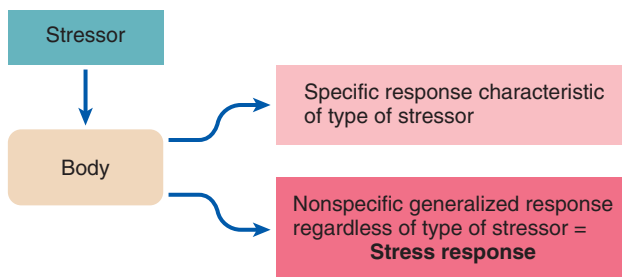 Stressor
Body
Specific response characteristic
of type of stressor
Nonspecific generalized response
regardless of type of stressor =
Stress response